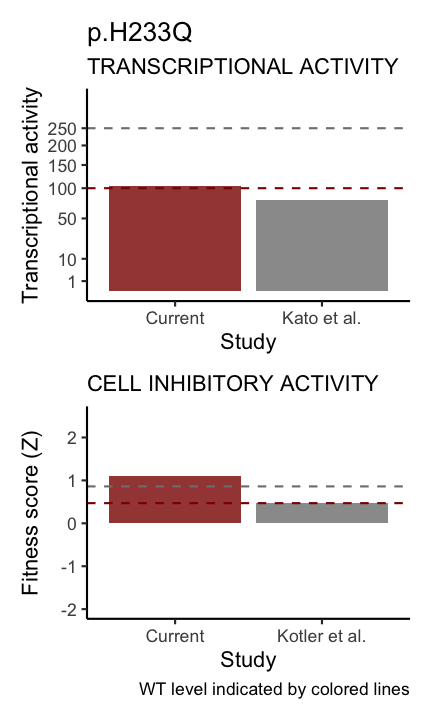 p.H233Q
TRANSCRIPTIONAL ACTIVITY
Transcriptional activity
250
200
150
100
50
10
1
Current
Kato et al.
Study
CELL INHIBITORY ACTIVITY
Fitness score (Z)
2
1
0
-1
-2
Current
Kotler et al.
Study
WT level indicated by colored lines